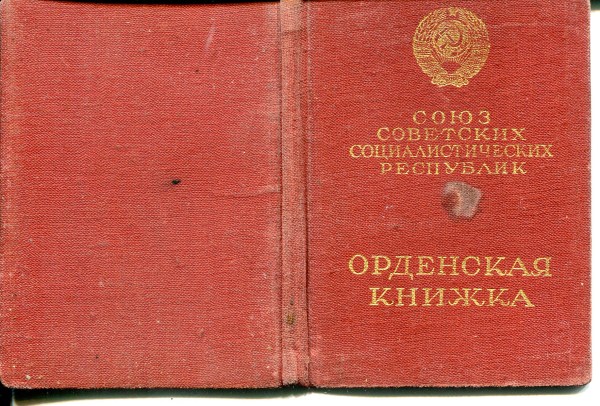 СОЮЗ
СОВЕТСКИХ
СОЦИАЛИСТИЧЕСКИХ
РЕСПУБЛИК
ОРДЕНСКАЯ
КНИЖКА